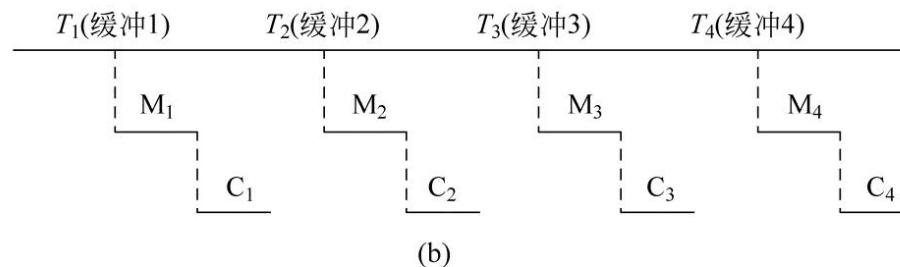 T₁(缓冲1) T₂(缓冲2) T₃(缓冲3) T₄(缓冲4)
M₁ M₂ M₃ M₄
C₁ C₂ C₃ C₄
(b)